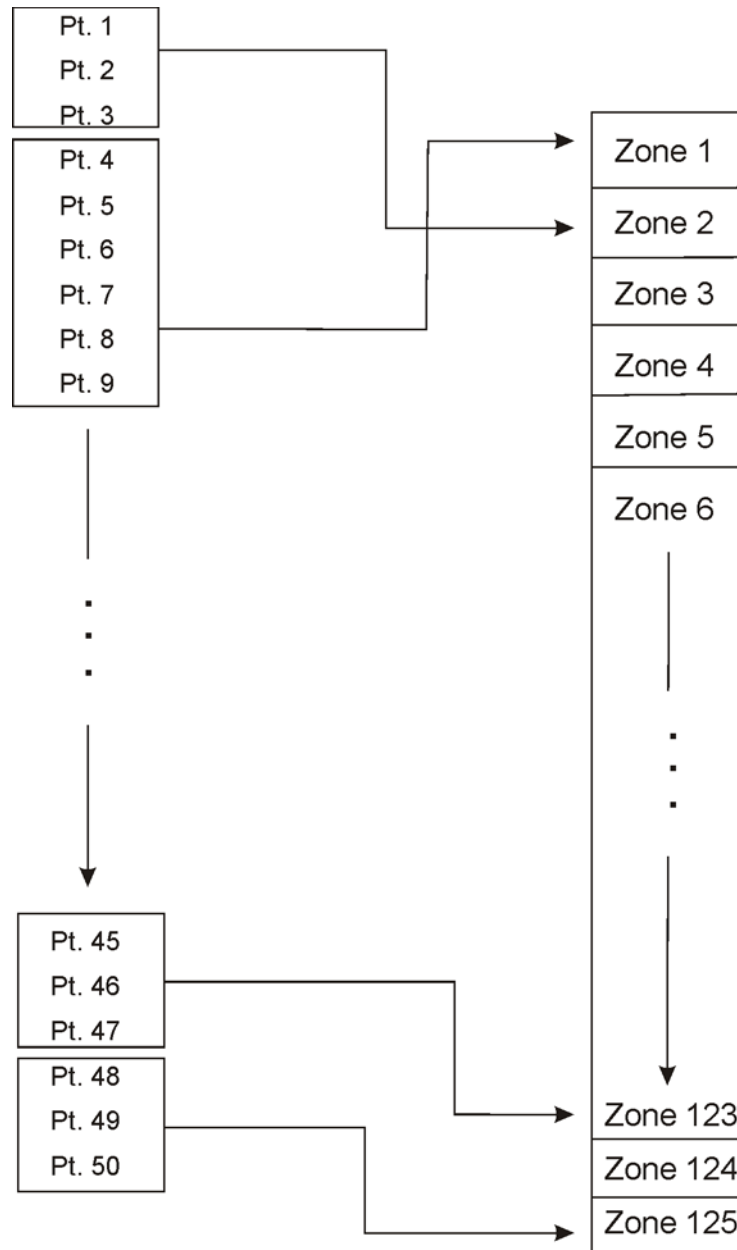 Pt. 1
Pt. 2
Pt. 3
Pt. 4
Pt. 5
Pt. 6
Pt. 7
Pt. 8
Pt. 9
Pt. 45
Pt. 46
Pt. 47
Pt. 48
Pt. 49
Pt. 50
Zone 1
Zone 2
Zone 3
Zone 4
Zone 5
Zone 6
Zone 123
Zone 124
Zone 125